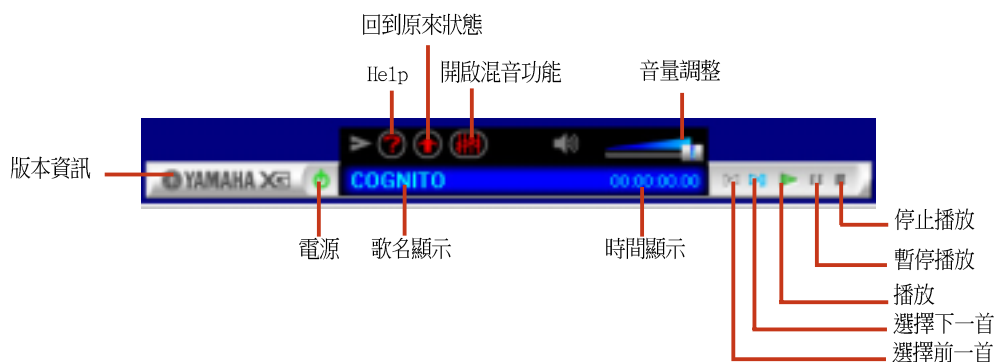 回到原來狀態
Help
開啟混音功能
音量調整
版本資訊
YAMAHA XG
COGNITO
00:00:00.00
電源
歌名顯示
時間顯示
停止播放
暫停播放
播放
選擇下一首
選擇前一首